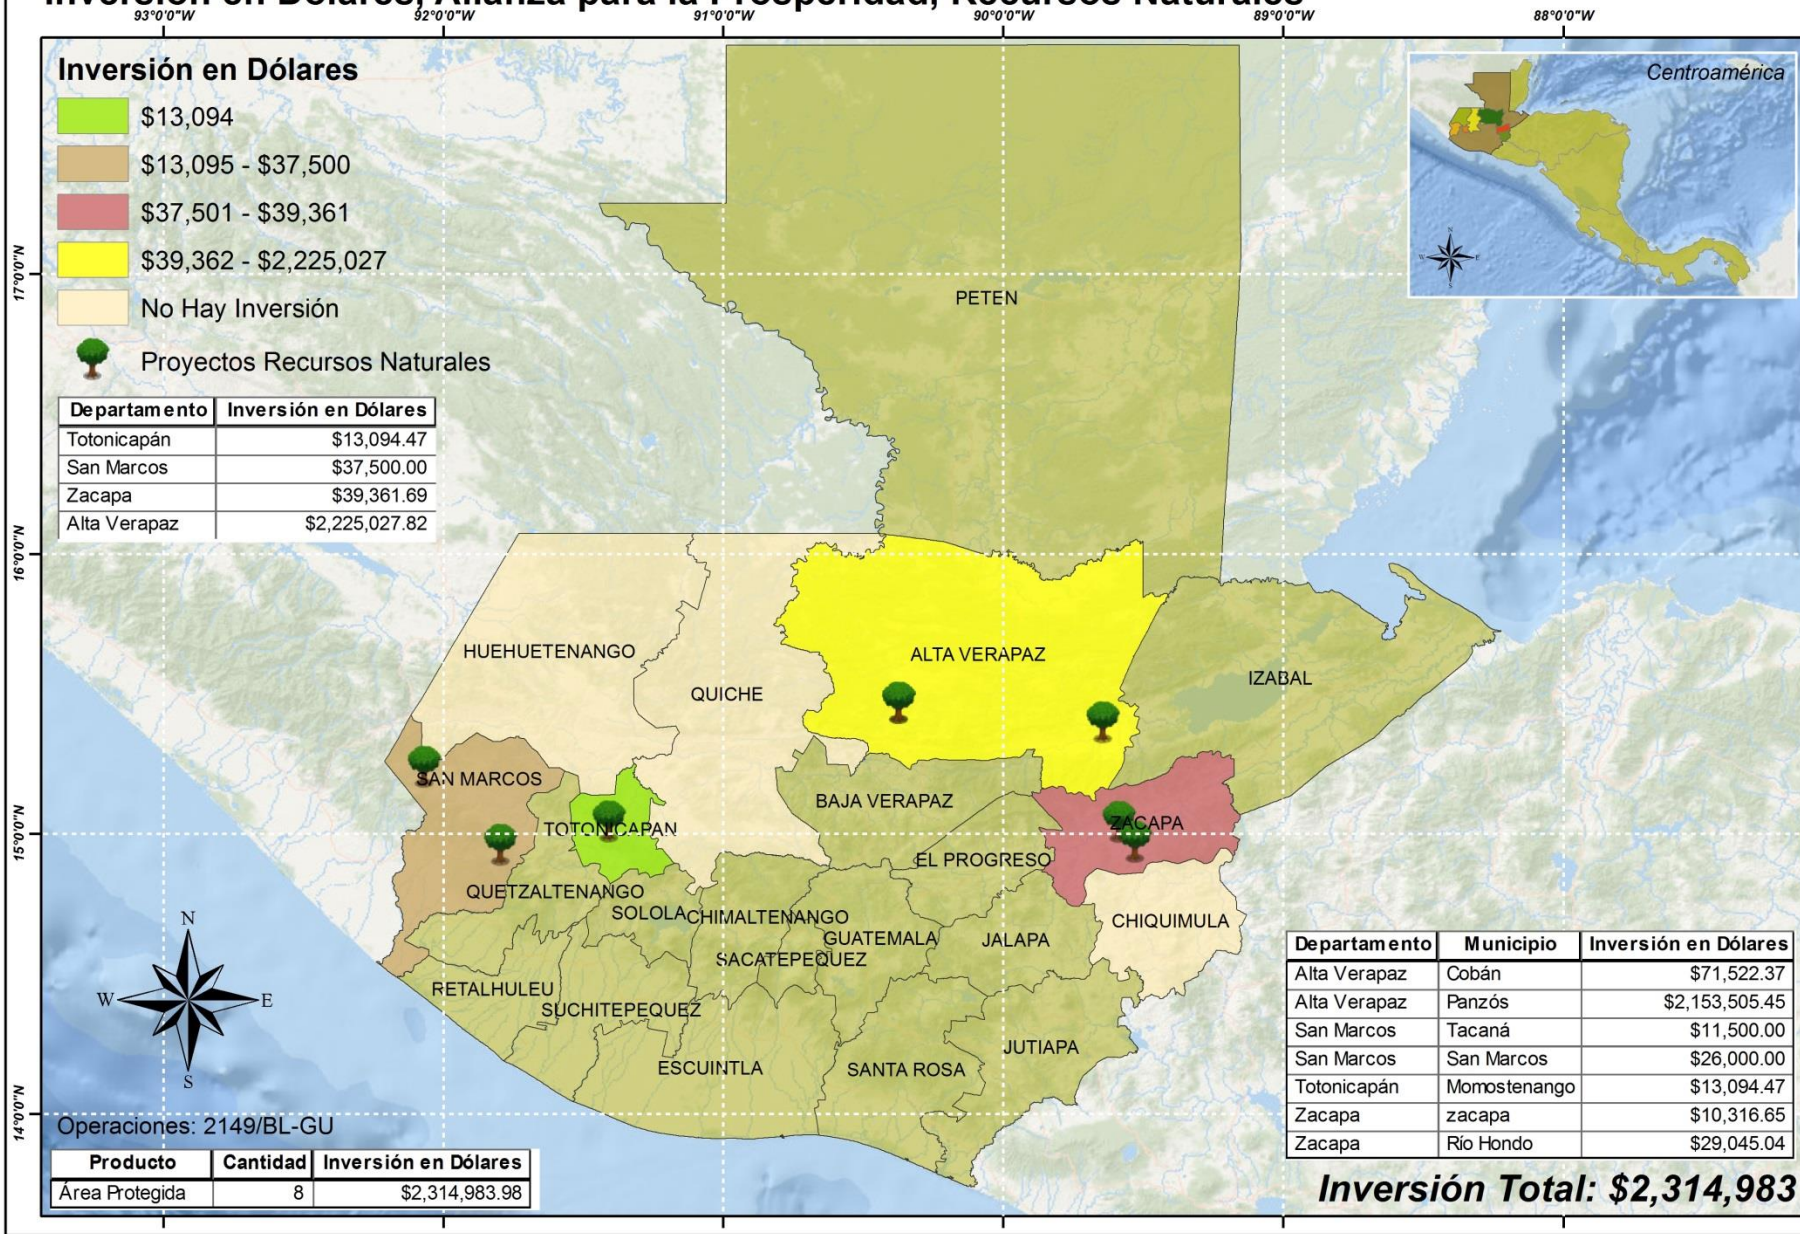 Inversión en Dólares, Alianza para la Prosperidad, Recursos Naturales
93°0'0"W 92°0'0"W 91°0'0"W 90°0'0"W 89°0'0"W 88°0'0"W
Inversión en Dólares
$13,094
$13,095 - $37,500
$37,501 - $39,361
$39,362 - $2,225,027
No Hay Inversión
Proyectos Recursos Naturales
Departamento Inversión en Dólares
Totonicapán $13,094.47
San Marcos $37,500.00
Zacapa $39,361.69
Alta Verapaz $2,225,027.82
Centroamérica
N
W E
S
17°0'0"N
16°0'0"N
15°0'0"N
14°0'0"N
PETEN
HUEHUETENANGO
QUICHE
ALTA VERAPAZ
IZABAL
SAN MARCOS
TOTONICAPAN
BAJA VERAPAZ
ZACAPA
EL PROGRESO
QUETZALTENANGO
SOLOLA
CHIMALTENANGO
GUATEMALA
SACATEPEQUEZ
JALAPA
CHIQUIMULA
RETALHULEU
SUCHITEPEQUEZ
ESCUINTLA
SANTA ROSA
JUTIAPA
N
W E
S
Operaciones: 2149/BL-GU
Producto Cantidad Inversión en Dólares
Área Protegida 8 $2,314,983.98
Departamento Municipio Inversión en Dólares
Alta Verapaz Cobán $71,522.37
Alta Verapaz Panzós $2,153,505.45
San Marcos Tacaná $11,500.00
San Marcos San Marcos $26,000.00
Totonicapán Momostenango $13,094.47
Zacapa zacapa $10,316.65
Zacapa Río Hondo $29,045.04
Inversión Total: $2,314,983